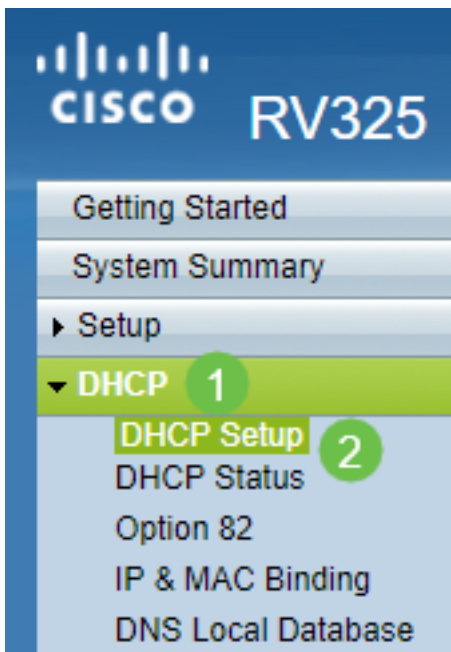 CISCO RV325
Getting Started
System Summary
Setup
DHCP 1
DHCP Setup 2
DHCP Status
Option 82
IP & MAC Binding
DNS Local Database